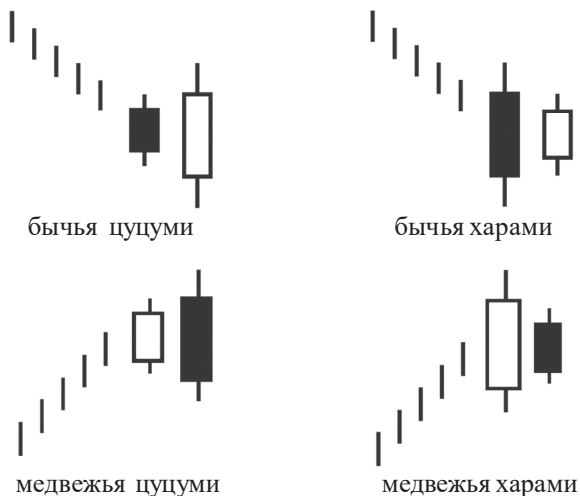 бычья цуцуми
бычья харами
медвежья цуцуми
медвежья харами